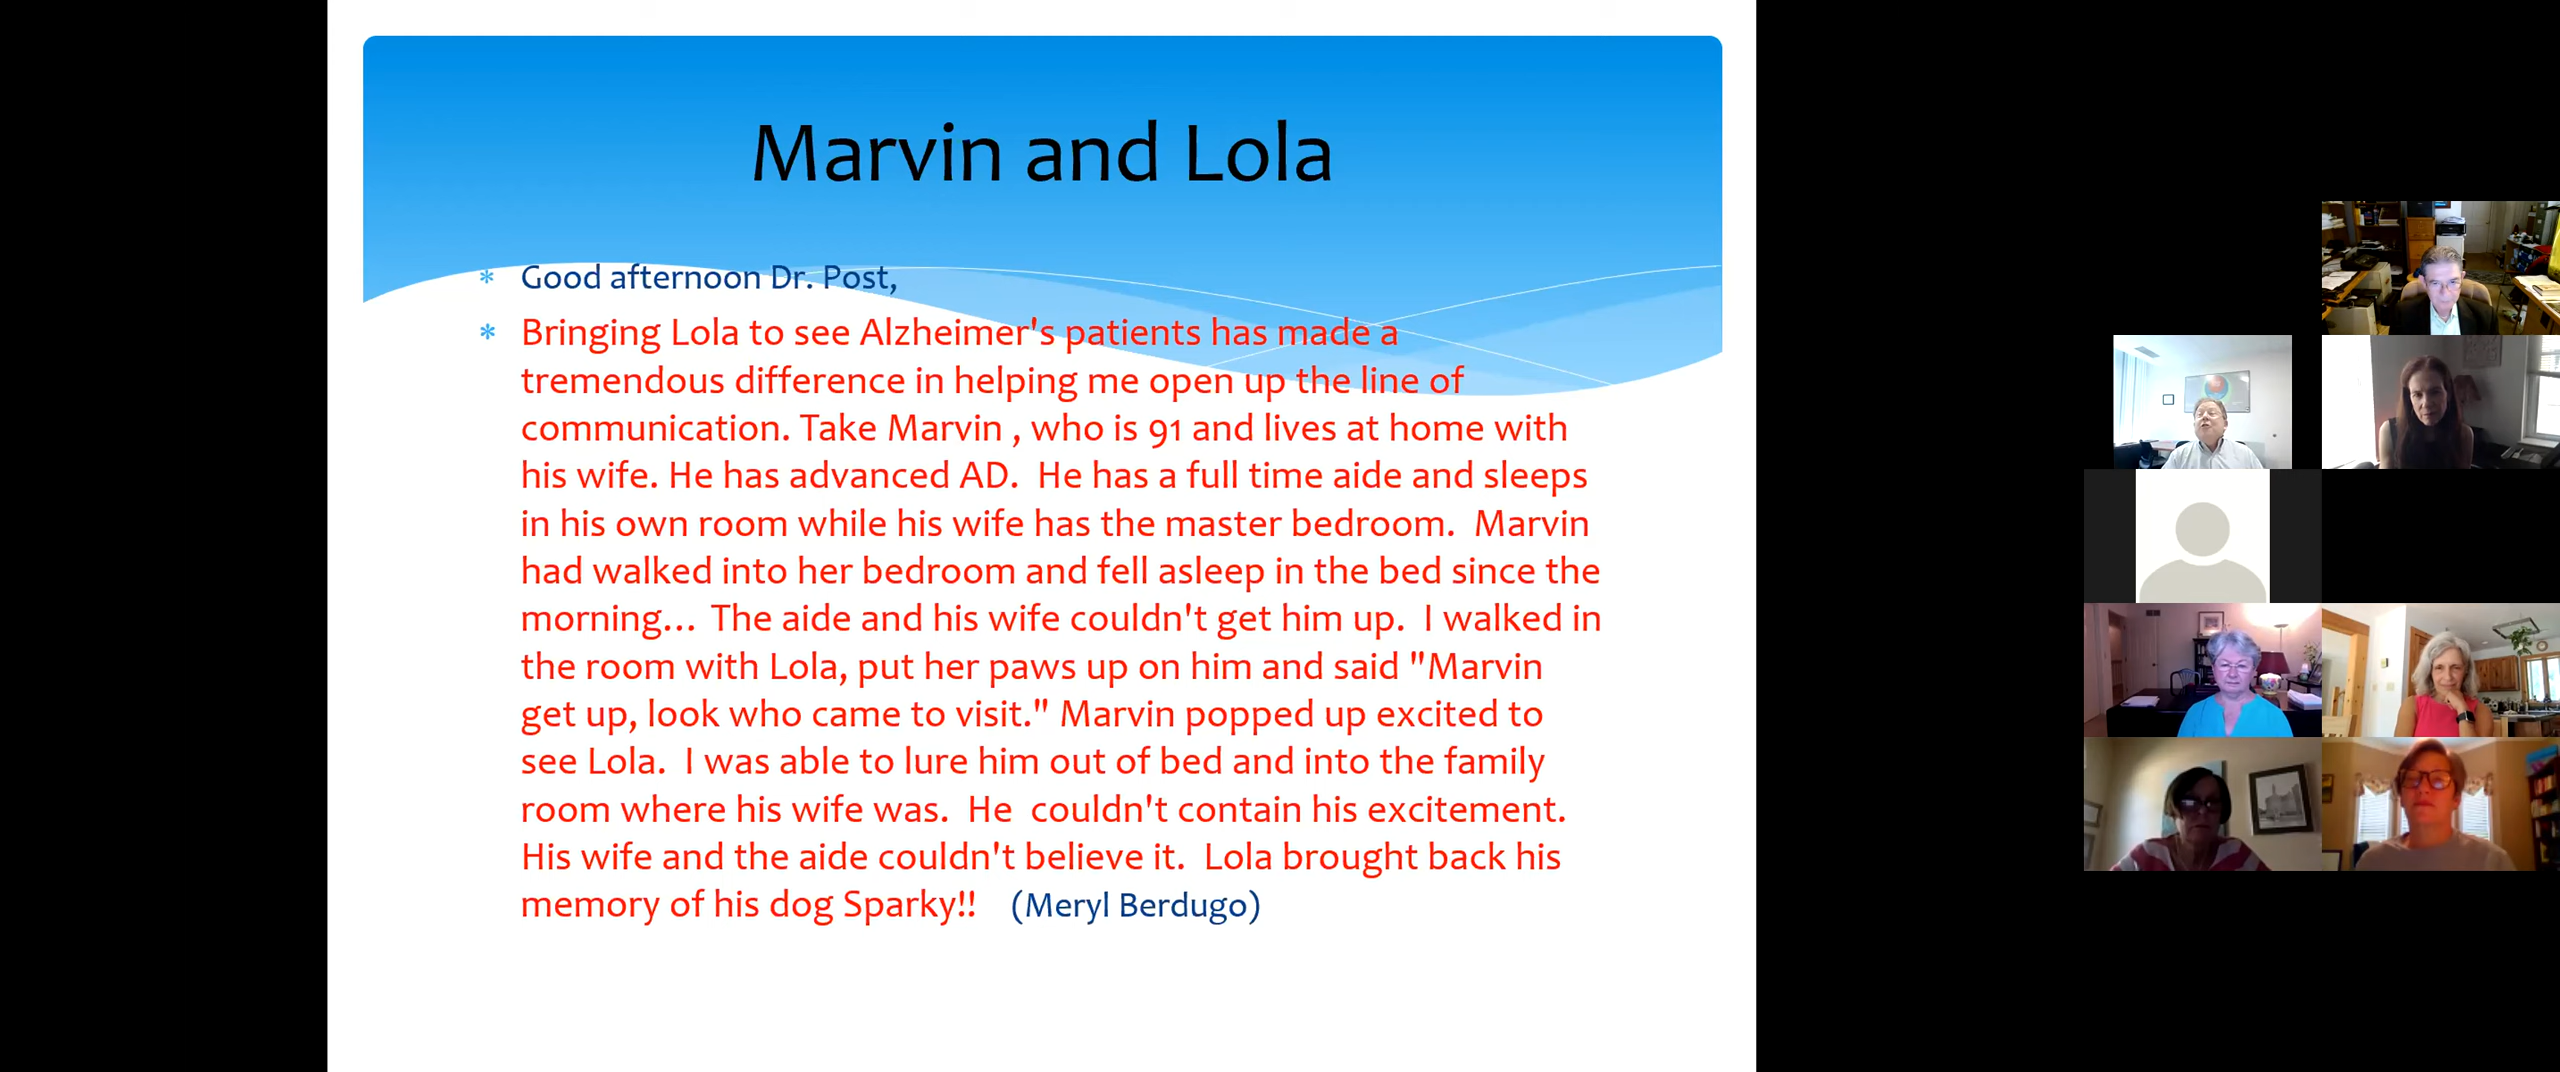 Marvin and Lola
* Good afternoon Dr. Post,
* Bringing Lola to see Alzheimer's patients has made a
tremendous difference in helping me open up the line of
communication. Take Marvin , who is 91 and lives at home with
his wife. He has advanced AD.  He has a full time aide and sleeps
in his own room while his wife has the master bedroom.  Marvin
had walked into her bedroom and fell asleep in the bed since the
morning...  The aide and his wife couldn't get him up.  I walked in
the room with Lola, put her paws up on him and said "Marvin
get up, look who came to visit." Marvin popped up excited to
see Lola.  I was able to lure him out of bed and into the family
room where his wife was.  He  couldn't contain his excitement.
His wife and the aide couldn't believe it.  Lola brought back his
memory of his dog Sparky!!   (Meryl Berdugo)